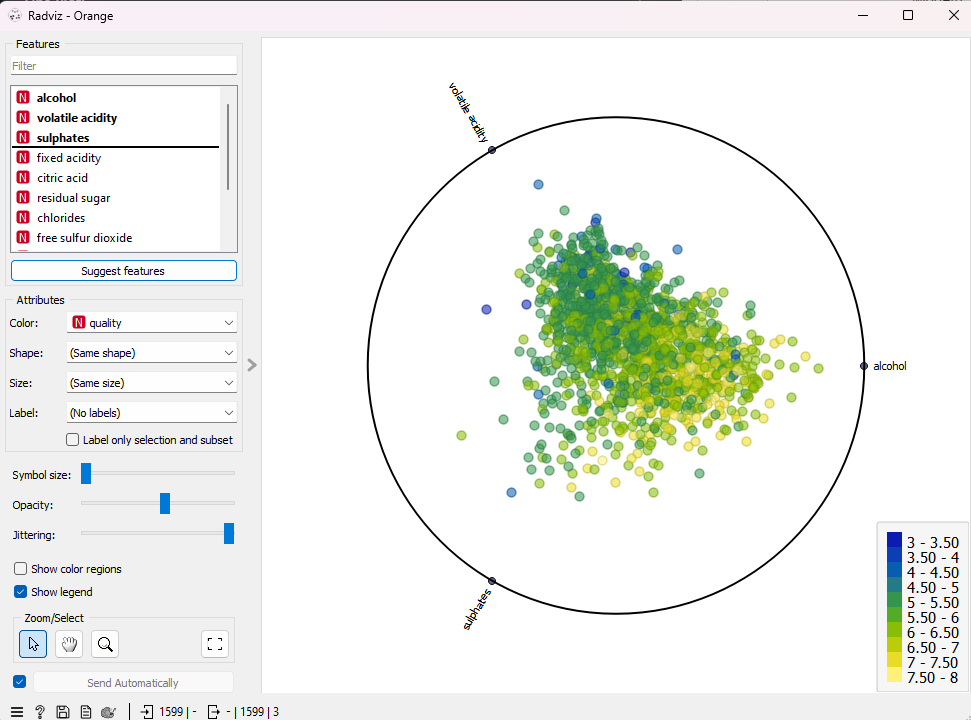 Radviz - Orange
Features
Filter
N alcohol
N volatile acidity
N sulphates
N fixed acidity
N citric acid
N residual sugar
N chlorides
N free sulfur dioxide
Suggest features
Attributes
Color: N quality
Shape: (Same shape)
Size: (Same size)
Label: (No labels)
Label only selection and subset
Symbol size:
Opacity:
Jittering:
Show color regions
Show legend
Zoom/Select
Send Automatically
? 1599 | - - | 1599 | 3
volatile acidity
alcohol
sulphates
3 - 3.50
3.50 - 4
4 - 4.50
4.50 - 5
5 - 5.50
5.50 - 6
6 - 6.50
6.50 - 7
7 - 7.50
7.50 - 8